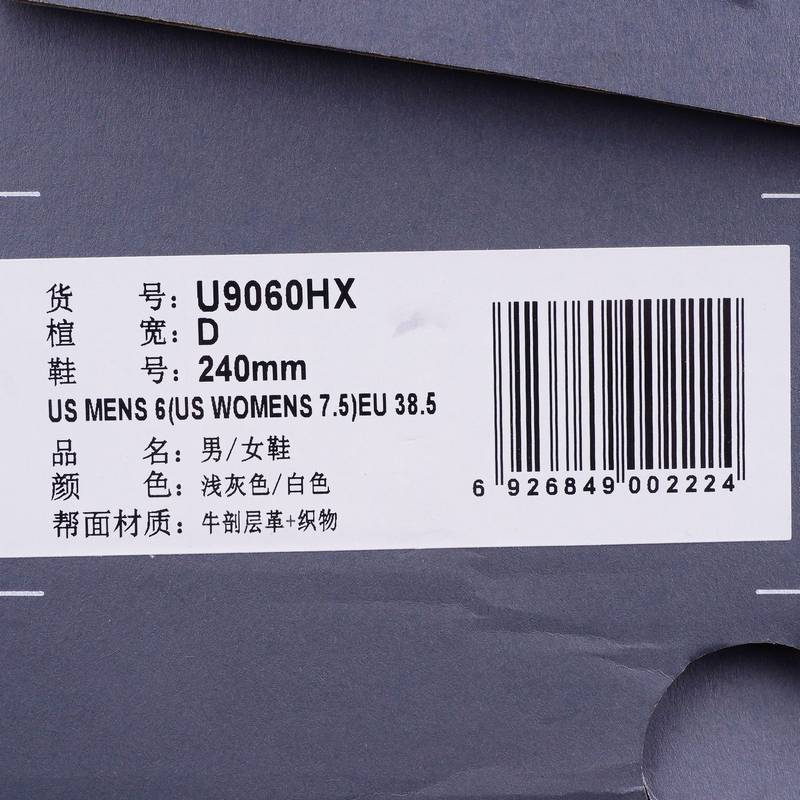 货 号：U9060HX
楦 宽：D
鞋 号：240mm
US MENS 6(US WOMENS 7.5)EU 38.5
品 名：男/女鞋
颜 色：浅灰色/白色
帮面材质：牛剖层革+织物
6 926849 002224